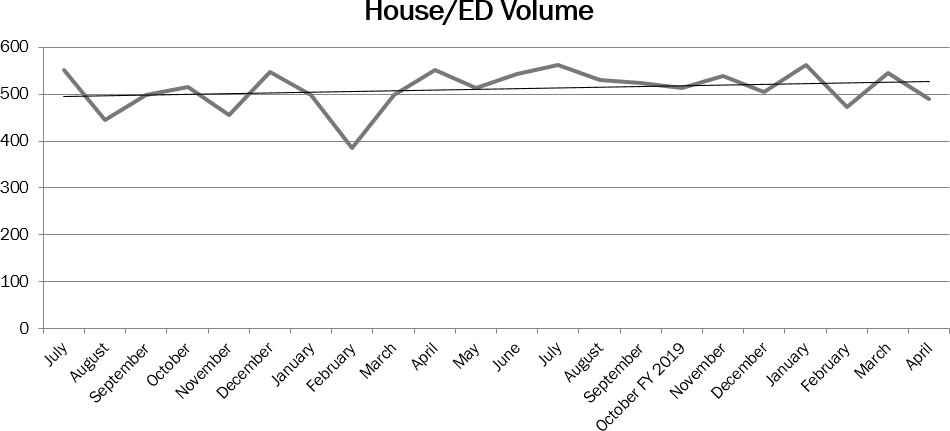 House/ED Volume
600
500
400
300
200
100
0
July
August
September
October
November
December
January
February
March
April
May
June
July
August
September
October FY 2019
November
December
January
February
March
April